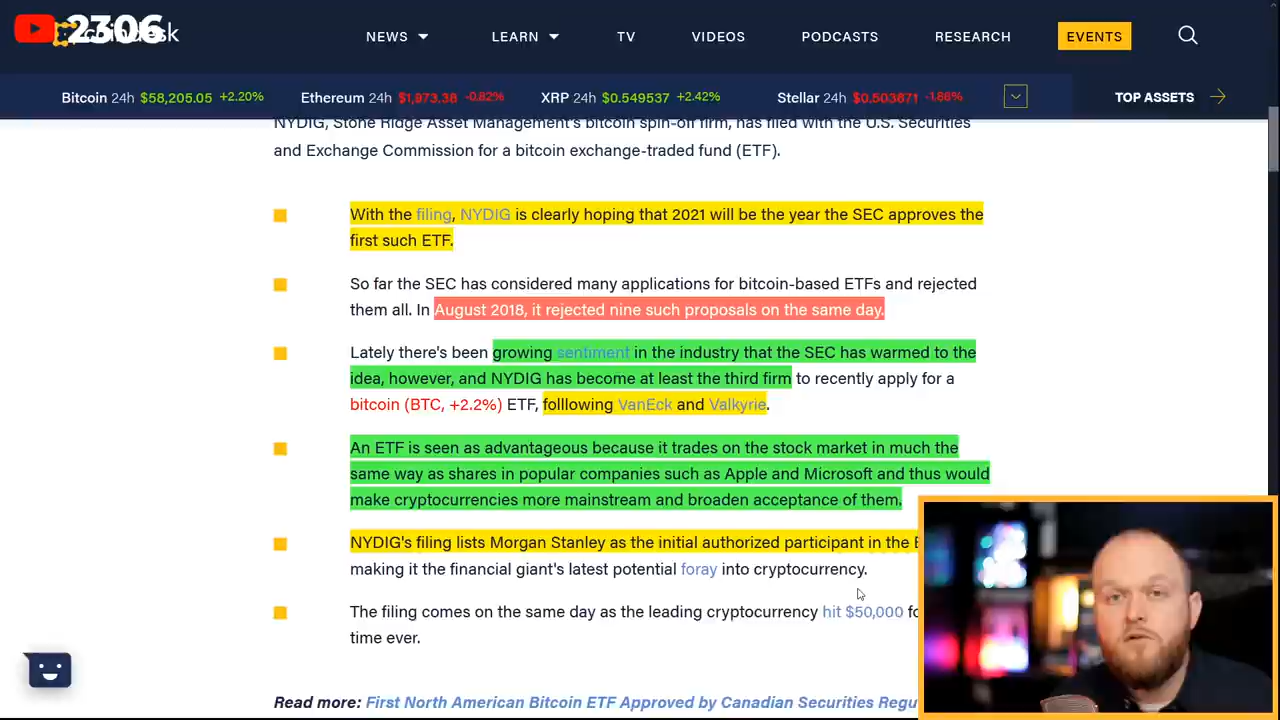 2306
coindesk
NEWS LEARN TV VIDEOS PODCASTS RESEARCH EVENTS
Bitcoin 24h $58,205.05 +2.20% Ethereum 24h $1,973.38 -0.82% XRP 24h $0.549537 +2.42% Stellar 24h $0.503871 -1.86% TOP ASSETS
NYDIG, Stone Ridge Asset Management's bitcoin spin-off firm, has filed with the U.S. Securities
and Exchange Commission for a bitcoin exchange-traded fund (ETF).
With the filing, NYDIG is clearly hoping that 2021 will be the year the SEC approves the
first such ETF.
So far the SEC has considered many applications for bitcoin-based ETFs and rejected
them all. In August 2018, it rejected nine such proposals on the same day.
Lately there's been growing sentiment in the industry that the SEC has warmed to the
idea, however, and NYDIG has become at least the third firm to recently apply for a
bitcoin (BTC, +2.2%) ETF, folllowing VanEck and Valkyrie.
An ETF is seen as advantageous because it trades on the stock market in much the
same way as shares in popular companies such as Apple and Microsoft and thus would
make cryptocurrencies more mainstream and broaden acceptance of them.
NYDIG's filing lists Morgan Stanley as the initial authorized participant in the
making it the financial giant's latest potential foray into cryptocurrency.
The filing comes on the same day as the leading cryptocurrency hit $50,000
time ever.
Read more: First North American Bitcoin ETF Approved by Canadian Securities Regu